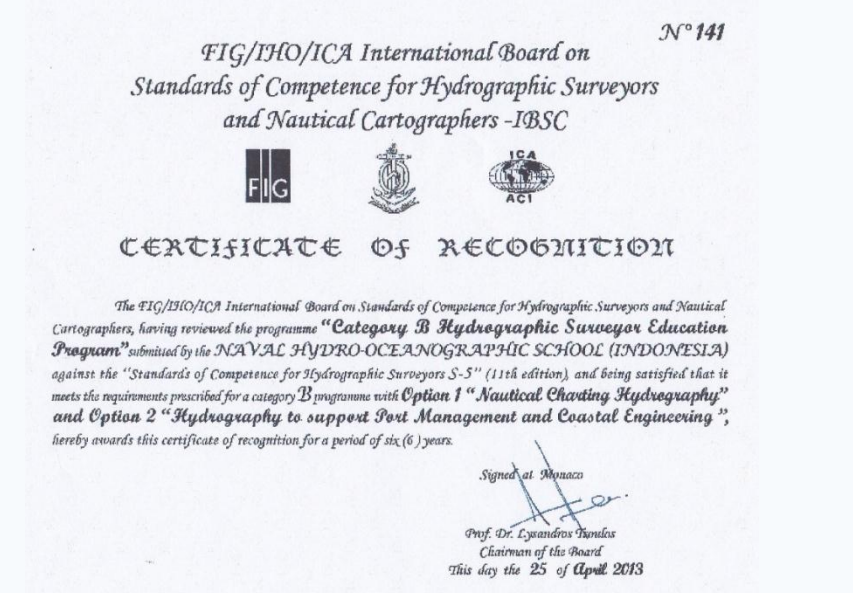 N° 141
FIG/IHO/ICA International Board on
Standards of Competence for Hydrographic Surveyors
and Nautical Cartographers -IBSC
FIG
ICA
ACI
CERTIFICATE OF RECOGNITION
The FIG/IHO/ICA International Board on Standards of Competence for Hydrographic Surveyors and Nautical
Cartographers, having reviewed the programme “Category B Hydrographic Surveyor Education
Program” submitted by the NAVAL HYDRO-OCEANOGRAPHIC SCHOOL (INDONESIA)
against the “Standards of Competence for Hydrographic Surveyors S-5” (11th edition), and being satisfied that it
meets the requirements prescribed for a category B programme with Option 1 “Nautical Charting Hydrography”
and Option 2 “Hydrography to support Port Management and Coastal Engineering ”,
hereby awards this certificate of recognition for a period of six (6 ) years.
Signed at Monaco
Prof. Dr. Lysandros Tsoulos
Chairman of the Board
This day the 25 of April 2013